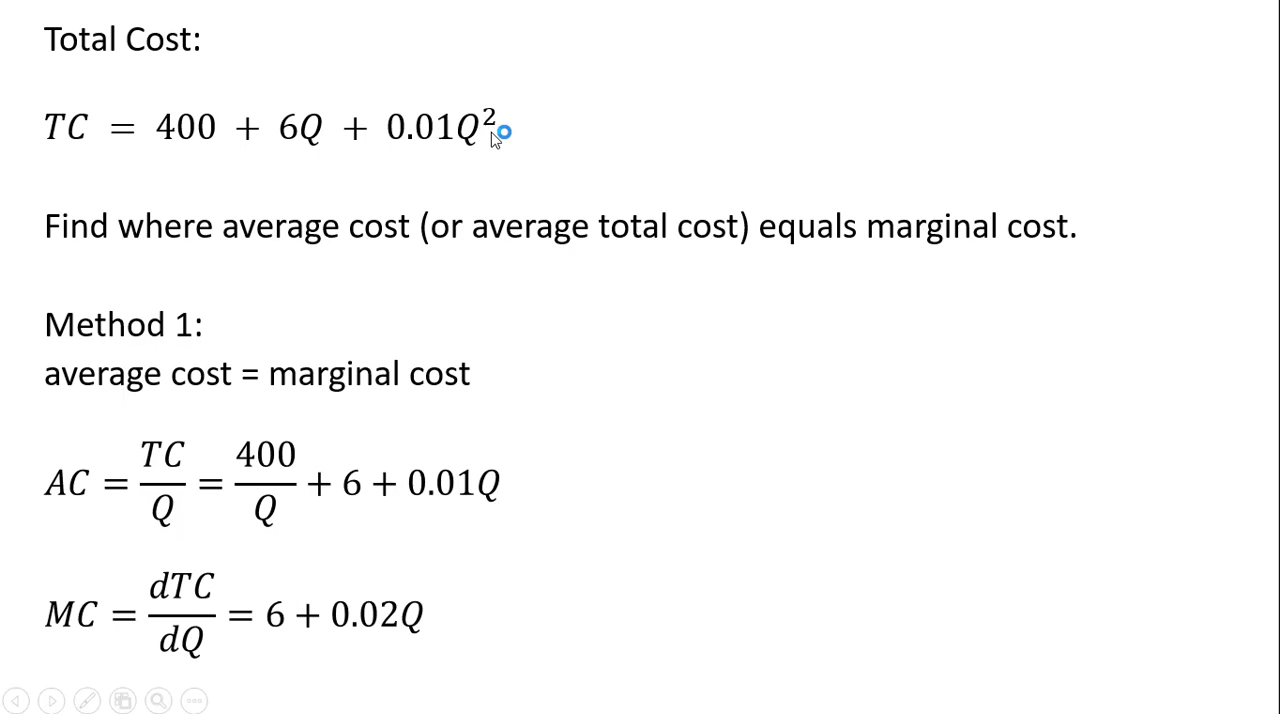 Total Cost:
TC = 400 + 6Q + 0.01Q²
Find where average cost (or average total cost) equals marginal cost.
Method 1:
average cost = marginal cost
AC = TC/Q = 400/Q + 6 + 0.01Q
MC = dTC/dQ = 6 + 0.02Q